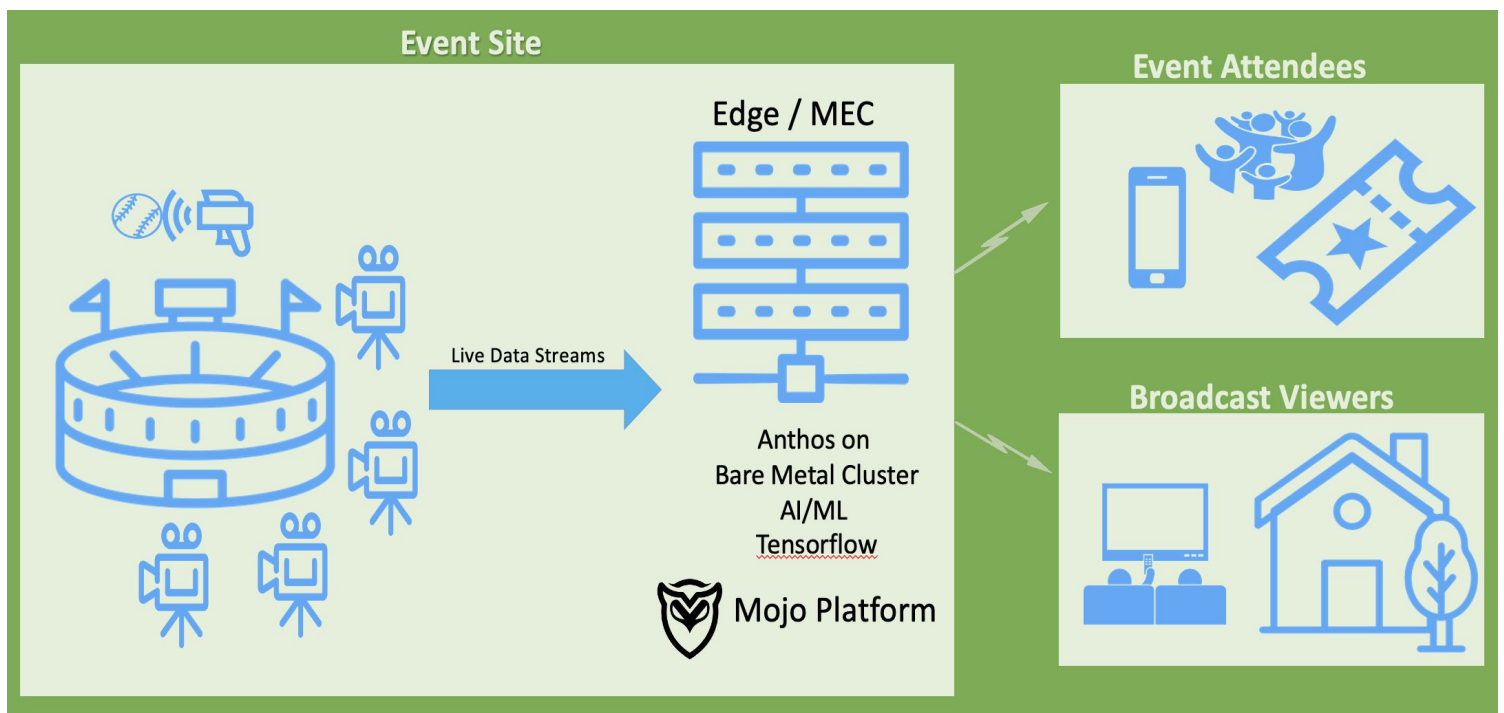 Event Site
Edge / MEC
Live Data Streams
Anthos on
Bare Metal Cluster
AI/ML
Tensorflow
Mojo Platform
Event Attendees
Broadcast Viewers